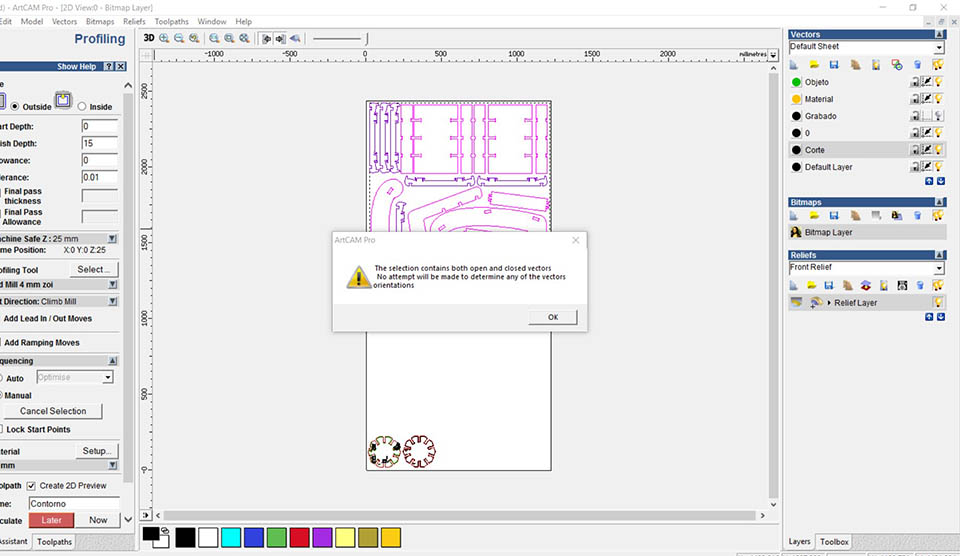 d) - ArtCAM Pro - [2D View:0 - Bitmap Layer]
Edit Model Vectors Bitmaps Reliefs Toolpaths Window Help
Profiling
Show Help ? X
Outside
Inside
art Depth: 0
ish Depth: 15
owance: 0
erance: 0.01
Final pass
thickness
Final Pass
Allowance
achine Safe Z : 25 mm
me Position: X:0 Y:0 Z:25
ofiling Tool Select...
d Mill 4 mm zoi
t Direction: Climb Mill
Add Lead In / Out Moves
Add Ramping Moves
quencing
Auto Optimise
Manual
Cancel Selection
Lock Start Points
aterial Setup...
mm
olpath Create 2D Preview
me: Contorno
culate Later Now
Assistant Toolpaths
3D
-1000 -500 0 500 1000 1500 2000 milimetres
2500
2000
1500
1000
500
0
ArtCAM Pro
The selection contains both open and closed vectors
No attempt will be made to determine any of the vectors
orientations
OK
Vectors
Default Sheet
Objeto
Material
Grabado
0
Corte
Default Layer
Bitmaps
Bitmap Layer
Reliefs
Front Relief
Relief Layer
Layers Toolbox